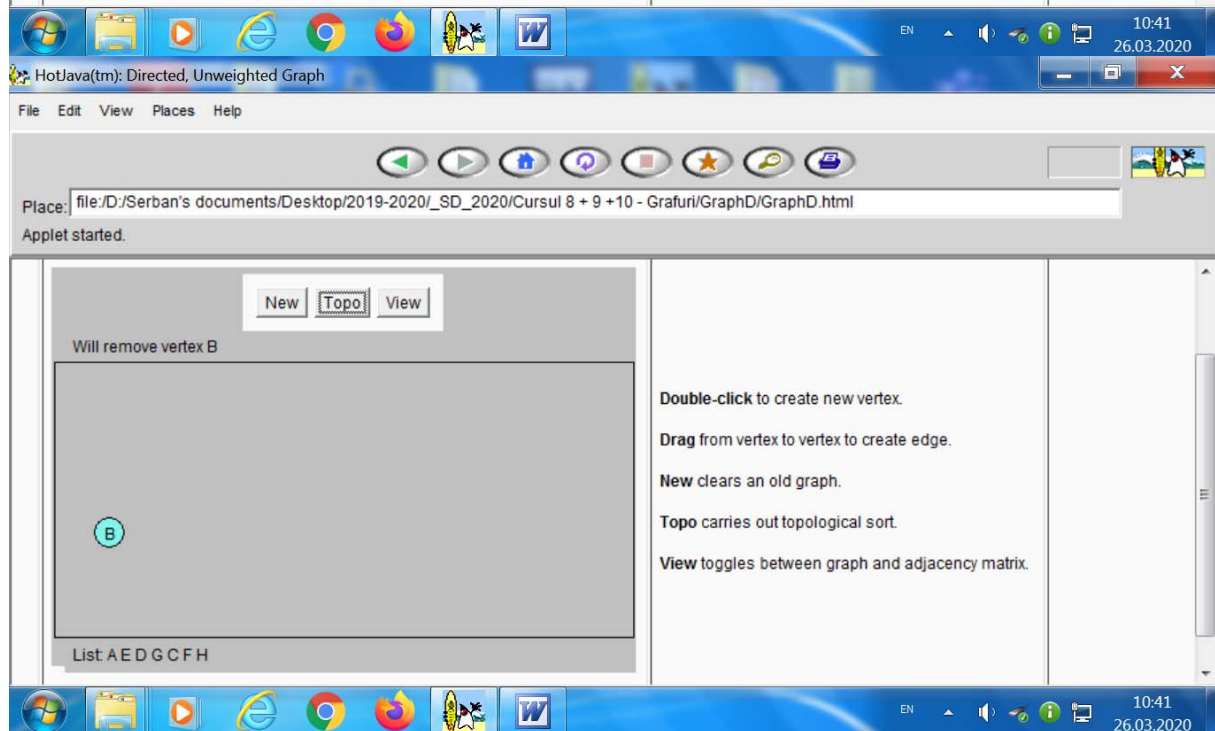 EN
10:41
26.03.2020
HotJava(tm): Directed, Unweighted Graph
File Edit View Places Help
Place: file:/D:/Serban's documents/Desktop/2019-2020/_SD_2020/Cursul 8 + 9 +10 - Grafuri/GraphD/GraphD.html
Applet started.
New Topo View
Will remove vertex B
B
List: A E D G C F H
Double-click to create new vertex.
Drag from vertex to vertex to create edge.
New clears an old graph.
Topo carries out topological sort.
View toggles between graph and adjacency matrix.
EN
10:41
26.03.2020